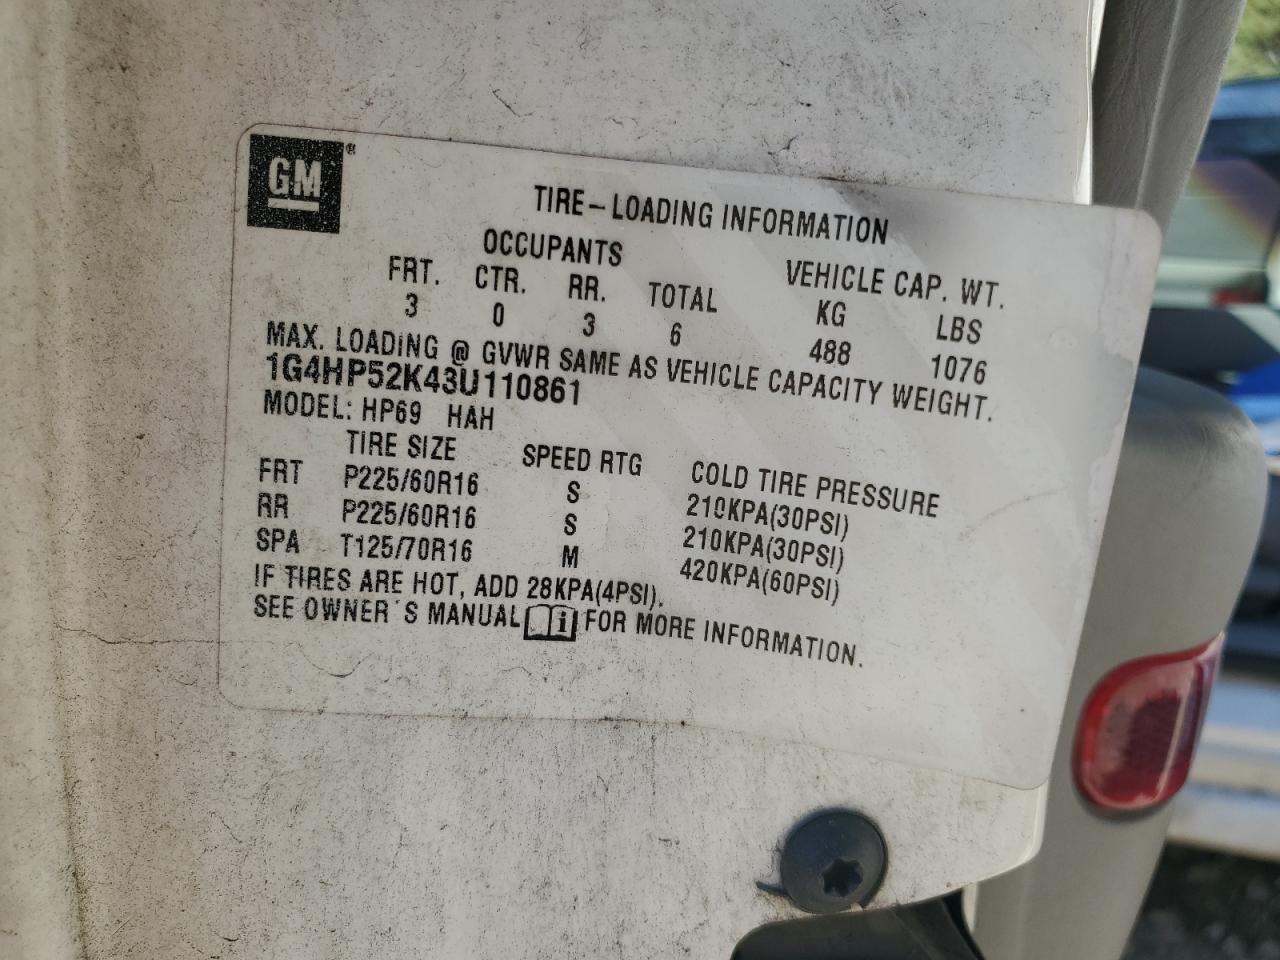 GM®
TIRE-LOADING INFORMATION
OCCUPANTS VEHICLE CAP. WT.
FRT. CTR. RR. TOTAL KG LBS
3 0 3 6 488 1076
MAX. LOADING @ GVWR SAME AS VEHICLE CAPACITY WEIGHT.
1G4HP52K43U110861
MODEL: HP69 HAH
TIRE SIZE SPEED RTG COLD TIRE PRESSURE
FRT P225/60R16 S 210KPA(30PSI)
RR P225/60R16 S 210KPA(30PSI)
SPA T125/70R16 M 420KPA(60PSI)
IF TIRES ARE HOT, ADD 28KPA(4PSI).
SEE OWNER'S MANUAL i FOR MORE INFORMATION.